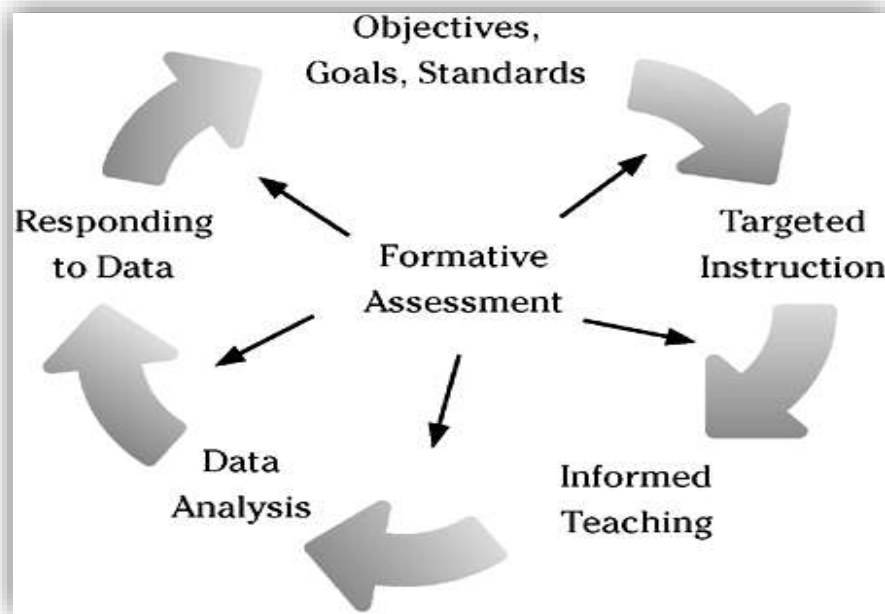 Objectives,
Goals, Standards
Targeted
Instruction
Informed
Teaching
Data
Analysis
Responding
to Data
Formative
Assessment